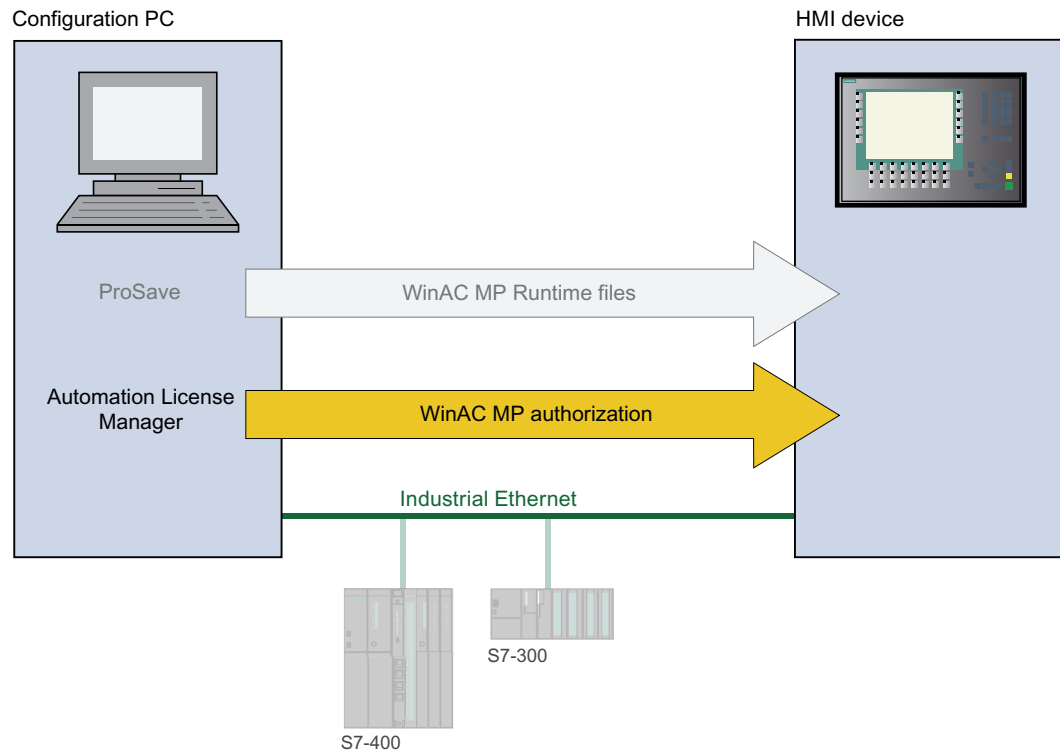 Configuration PC
HMI device
ProSave
WinAC MP Runtime files
Automation License
Manager
WinAC MP authorization
Industrial Ethernet
S7-300
S7-400